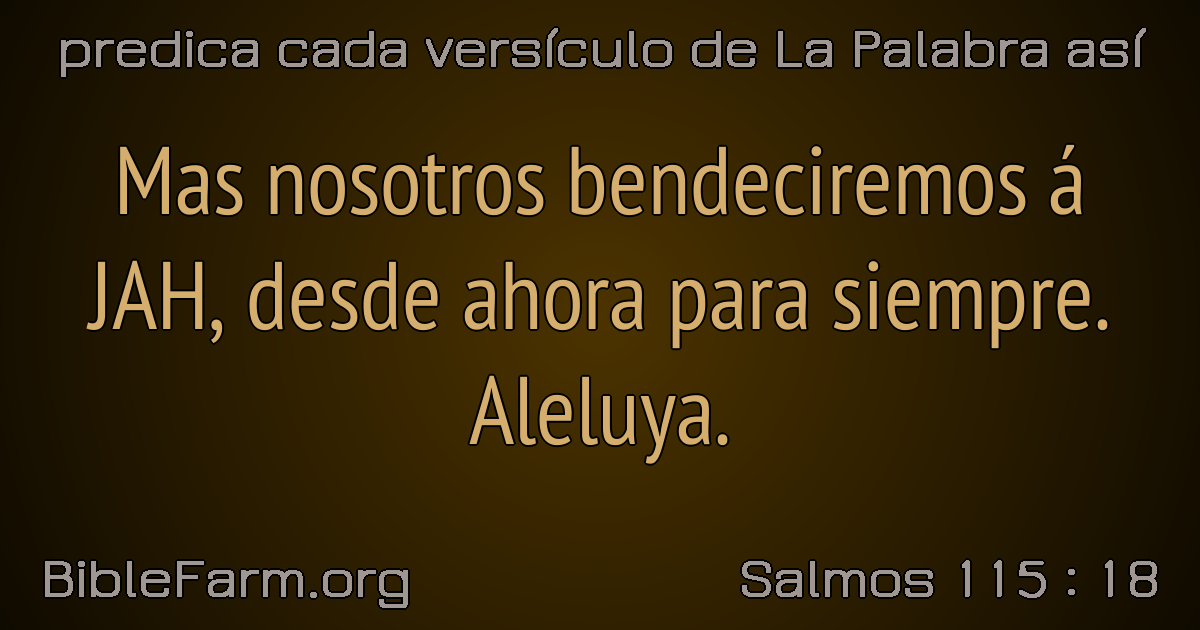 predica cada versículo de La Palabra así
Mas nosotros bendeciremos á
JAH, desde ahora para siempre.
Aleluya.
BibleFarm.org
Salmos 115 : 18